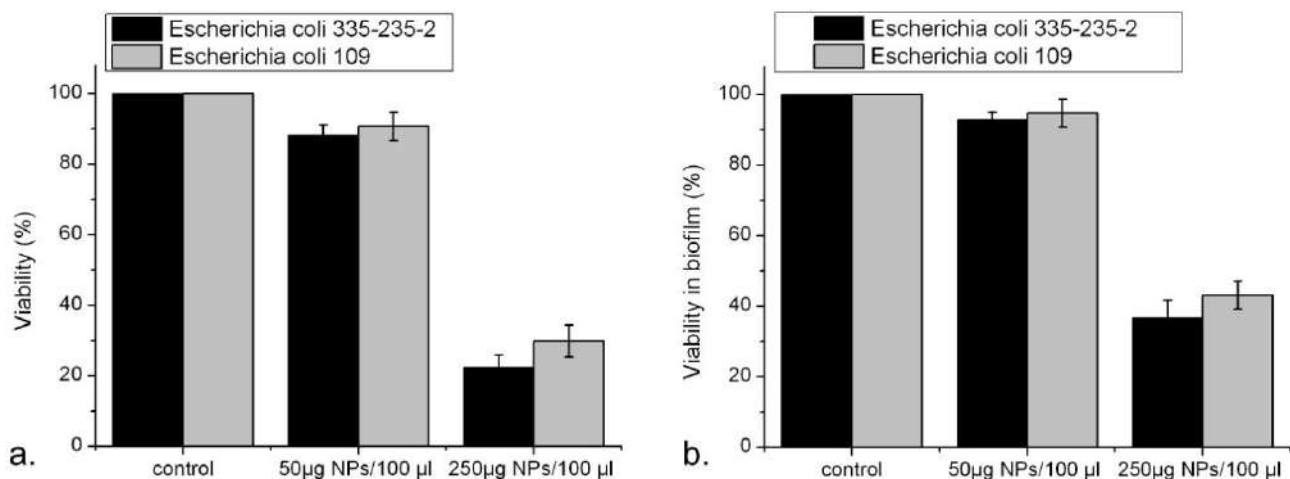 Escherichia coli 335-235-2
Escherichia coli 109
100
80
60
40
20
0
Viability (%)
control
50µg NPs/100 µl
250µg NPs/100 µl
a.
Escherichia coli 335-235-2
Escherichia coli 109
100
80
60
40
20
0
Viability in biofilm (%)
control
50µg NPs/100 µl
250µg NPs/100 µl
b.